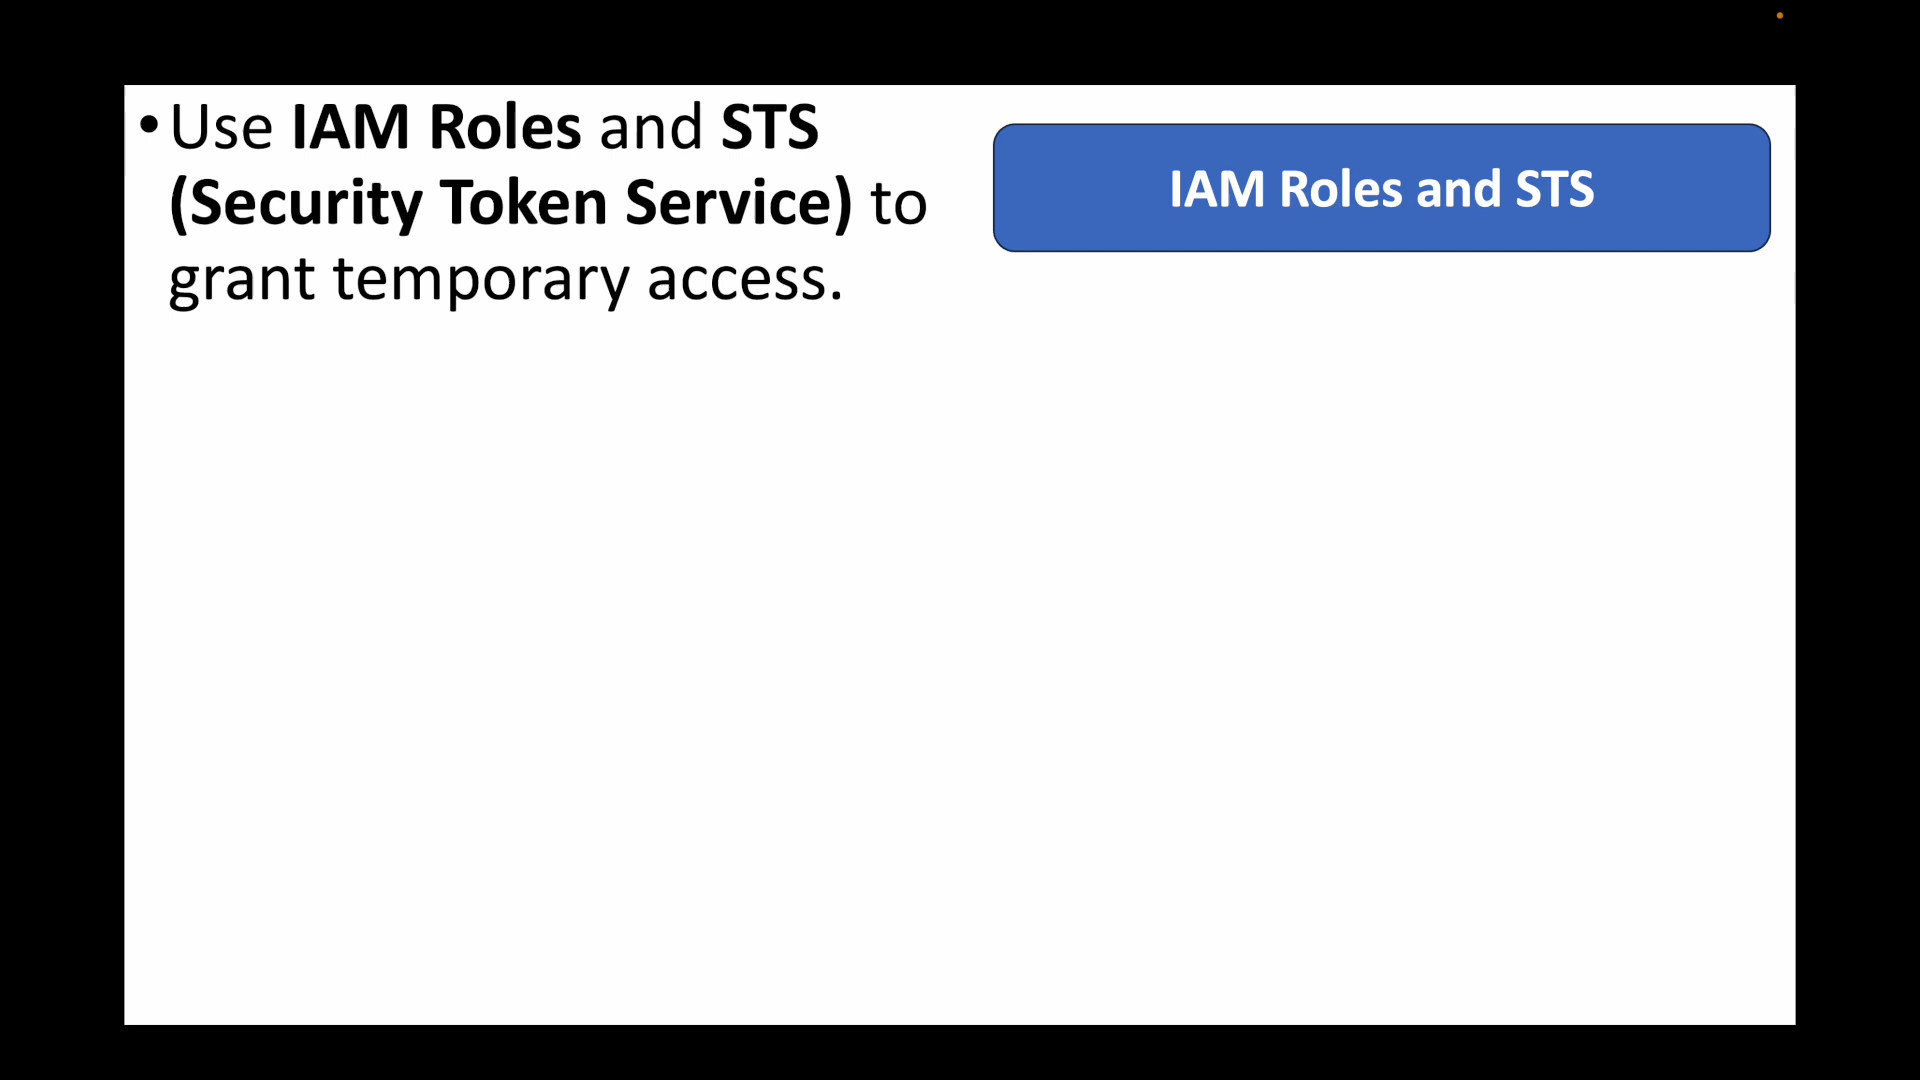 • Use IAM Roles and STS
(Security Token Service) to
grant temporary access.
IAM Roles and STS